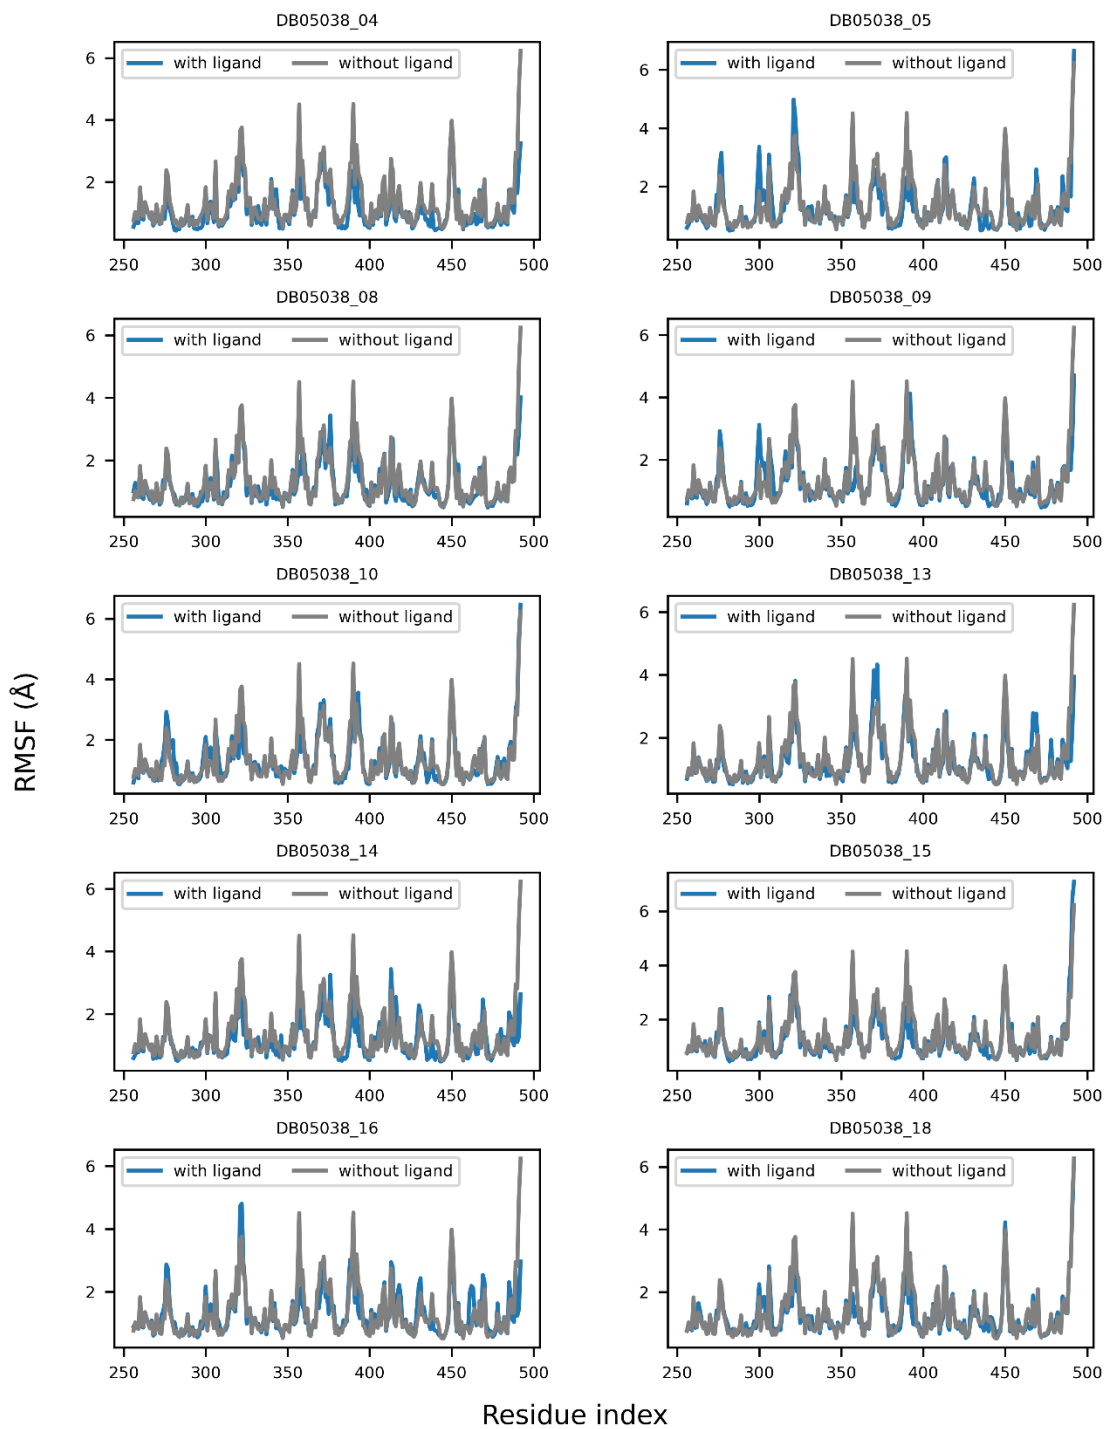 DB05038_04
with ligand without ligand
6
4
2
250 300 350 400 450 500
DB05038_05
with ligand without ligand
6
4
2
250 300 350 400 450 500
DB05038_08
with ligand without ligand
6
4
2
250 300 350 400 450 500
DB05038_09
with ligand without ligand
6
4
2
250 300 350 400 450 500
DB05038_10
with ligand without ligand
6
4
2
250 300 350 400 450 500
DB05038_13
with ligand without ligand
6
4
2
250 300 350 400 450 500
DB05038_14
with ligand without ligand
6
4
2
250 300 350 400 450 500
DB05038_15
with ligand without ligand
6
4
2
250 300 350 400 450 500
DB05038_16
with ligand without ligand
6
4
2
250 300 350 400 450 500
DB05038_18
with ligand without ligand
6
4
2
250 300 350 400 450 500
RMSF (Å)
Residue index